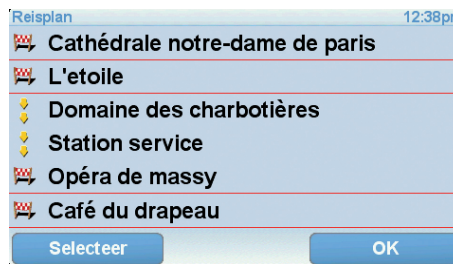 Reisplan 12:38p
Cathédrale notre-dame de paris
L'etoile
Domaine des charbotières
Station service
Opéra de massy
Café du drapeau
Selecteer OK